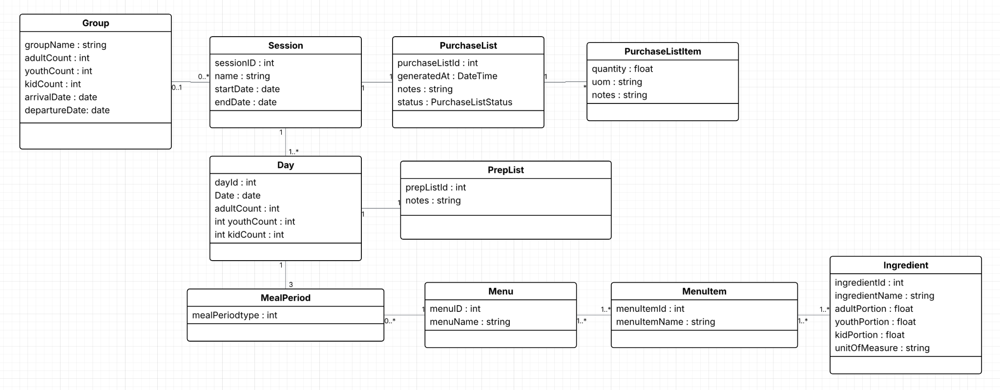 Group
groupName : string
adultCount : int
youthCount : int
kidCount : int
arrivalDate : date
departureDate: date
0..*
0..1
Session
sessionID : int
name : string
startDate : date
endDate : date
1
1
PurchaseList
purchaseListId : int
generatedAt : DateTime
notes : string
status : PurchaseListStatus
1
*
PurchaseListItem
quantity : float
uom : string
notes : string
1
1..*
Day
dayId : int
Date : date
adultCount : int
int youthCount : int
int kidCount : int
1
1
PrepList
prepListId : int
notes : string
1
3
MealPeriod
mealPeriodtype : int
1
0..*
Menu
menuID : int
menuName : string
1..*
1..*
MenuItem
menuItemId : int
menuItemName : string
1..*
1..*
Ingredient
ingredientId : int
ingredientName : string
adultPortion : float
youthPortion : float
kidPortion : float
unitOfMeasure : string